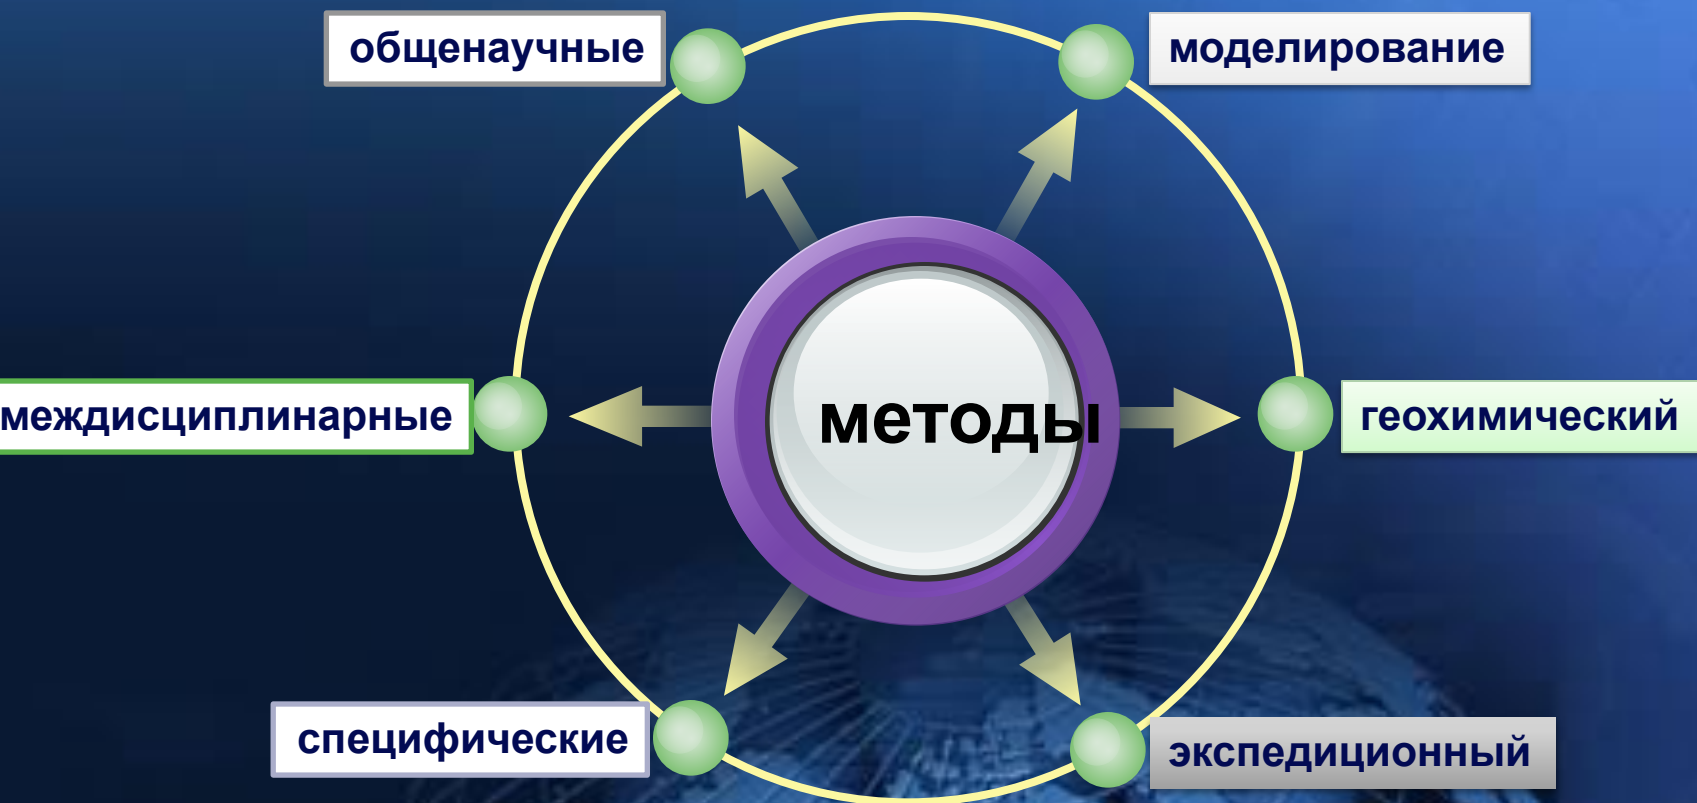 общенаучные
моделирование
междисциплинарные
методы
геохимический
специфические
экспедиционный